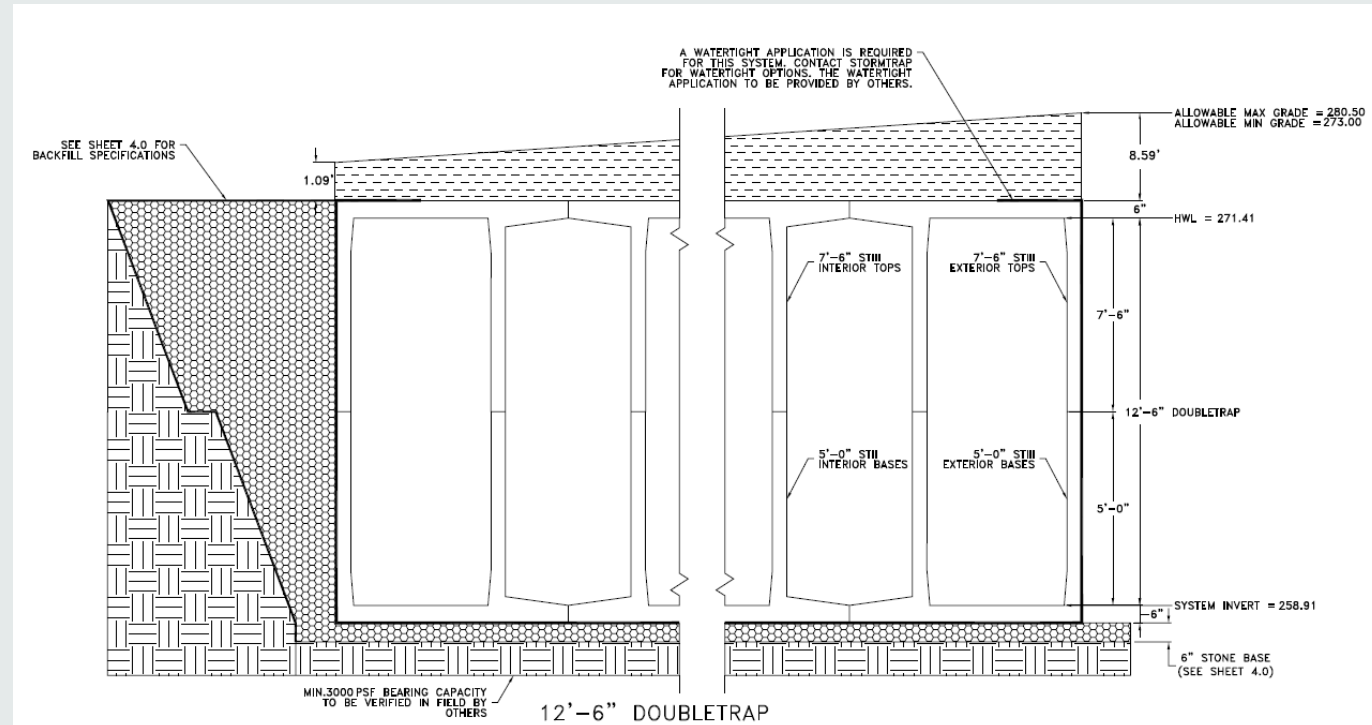 A WATERTIGHT APPLICATION IS REQUIRED
FOR THIS SYSTEM. CONTACT STORMTRAP
FOR WATERTIGHT OPTIONS. THE WATERTIGHT
APPLICATION TO BE PROVIDED BY OTHERS.
ALLOWABLE MAX GRADE = 280.50
ALLOWABLE MIN GRADE = 273.00
SEE SHEET 4.0 FOR
BACKFILL SPECIFICATIONS
8.59'
1.09'
6"
HWL = 271.41
7'-6" STIII
INTERIOR TOPS
7'-6" STIII
EXTERIOR TOPS
7'-6"
12'-6" DOUBLETRAP
5'-0" STIII
INTERIOR BASES
5'-0" STIII
EXTERIOR BASES
5'-0"
SYSTEM INVERT = 258.91
6"
6" STONE BASE
(SEE SHEET 4.0)
MIN.3000 PSF BEARING CAPACITY
TO BE VERIFIED IN FIELD BY
OTHERS
12'-6" DOUBLETRAP